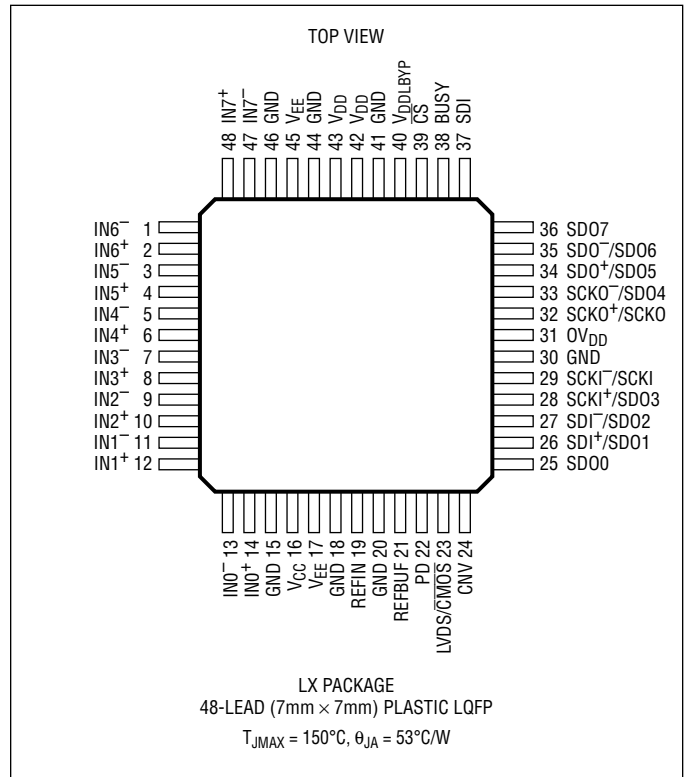 TOP VIEW
48 IN7⁺
47 IN7⁻
46 GND
45 VEE
44 GND
43 VDD
42 VDD
41 GND
40 VDDLBYP
39 C̅S̅
38 BUSY
37 SDI
IN6⁻ 1
IN6⁺ 2
IN5⁻ 3
IN5⁺ 4
IN4⁻ 5
IN4⁺ 6
IN3⁻ 7
IN3⁺ 8
IN2⁻ 9
IN2⁺ 10
IN1⁻ 11
IN1⁺ 12
36 SDO7
35 SDO⁻/SDO6
34 SDO⁺/SDO5
33 SCKO⁻/SDO4
32 SCKO⁺/SCKO
31 OVDD
30 GND
29 SCKI⁻/SCKI
28 SCKI⁺/SDO3
27 SDI⁻/SDO2
26 SDI⁺/SDO1
25 SDO0
IN0⁻ 13
IN0⁺ 14
GND 15
VCC 16
VEE 17
GND 18
REFIN 19
GND 20
REFBUF 21
PD 22
LVDS/C̅M̅O̅S̅ 23
CNV 24
LX PACKAGE
48-LEAD (7mm × 7mm) PLASTIC LQFP
TJMAX = 150°C, θJA = 53°C/W